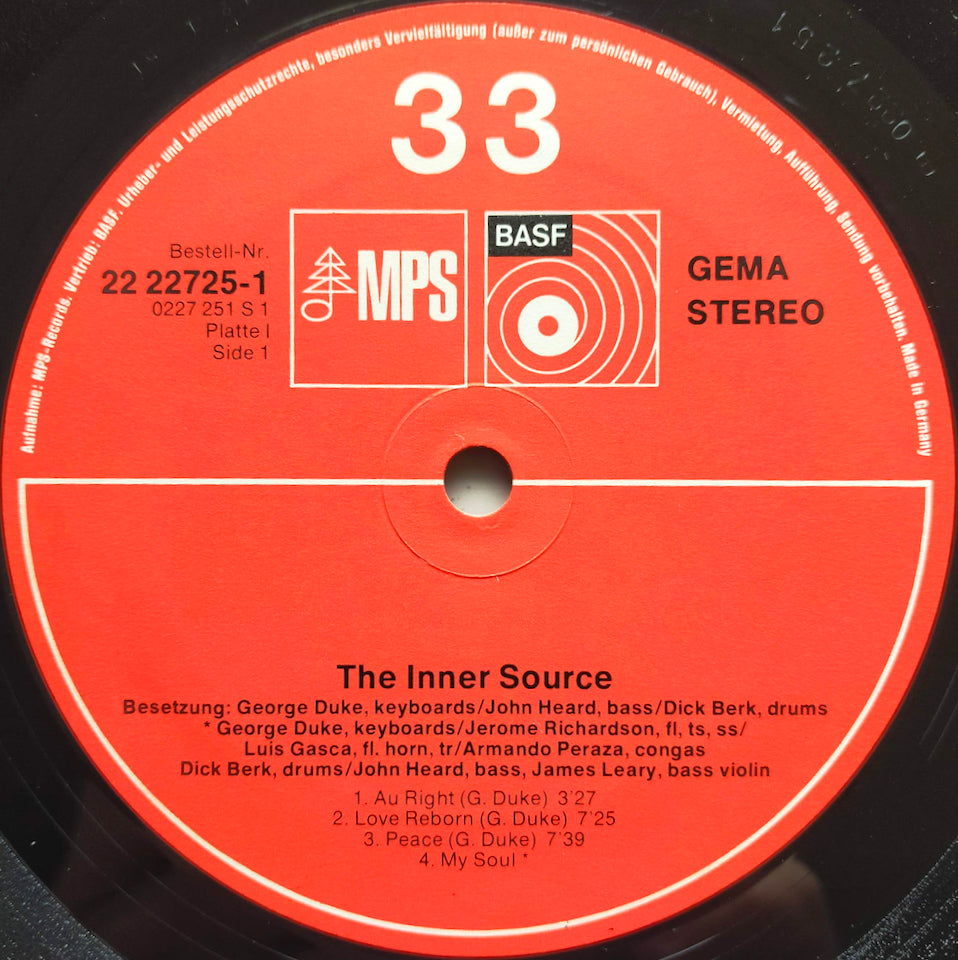 Aufnahme: MPS-Records. Vertrieb: BASF. Urheber- und Leistungsschutzrechte, besonders Vervielfältigung (außer zum persönlichen Gebrauch), Vermietung, Aufführung, Sendung vorbehalten. Made in Germany
33
MPS
BASF
Bestell-Nr.
22 22725-1
0227 251 S 1
Platte I
Side 1
GEMA
STEREO
The Inner Source
Besetzung: George Duke, keyboards/John Heard, bass/Dick Berk, drums
* George Duke, keyboards/Jerome Richardson, fl, ts, ss/
Luis Gasca, fl. horn, tr/Armando Peraza, congas
Dick Berk, drums/John Heard, bass, James Leary, bass violin
1. Au Right (G. Duke) 3'27
2. Love Reborn (G. Duke) 7'25
3. Peace (G. Duke) 7'39
4. My Soul *